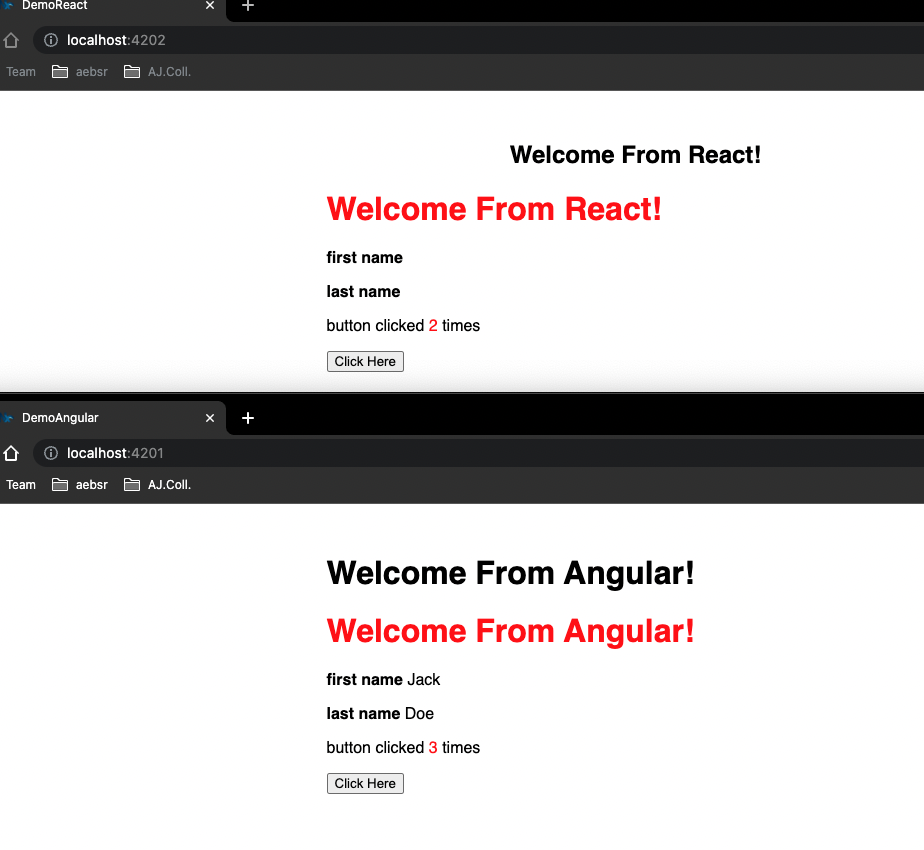 DemoReact
localhost:4202
Team aebsr AJ.Coll.
Welcome From React!
Welcome From React!
first name
last name
button clicked 2 times
Click Here
DemoAngular
localhost:4201
Team aebsr AJ.Coll.
Welcome From Angular!
Welcome From Angular!
first name Jack
last name Doe
button clicked 3 times
Click Here